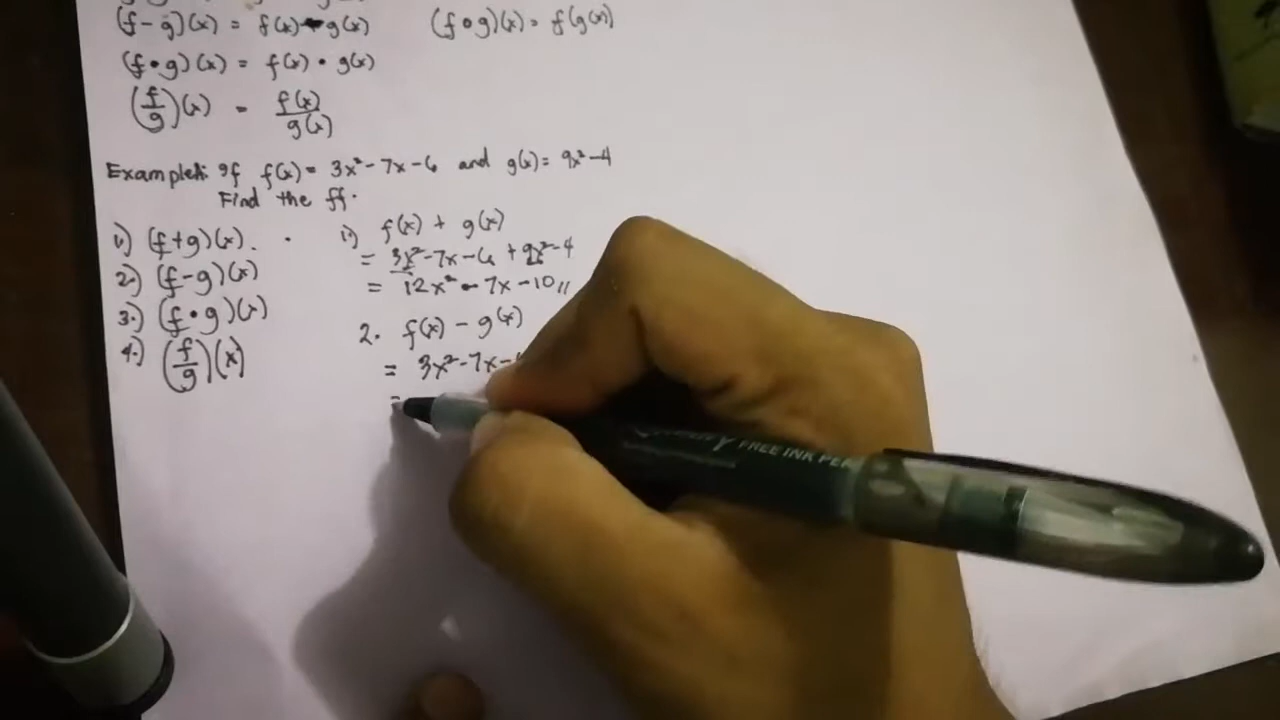 (f-g)(x) = f(x) - g(x) (f∘g)(x) = f(g(x))
(f•g)(x) = f(x) • g(x)
(f/g)(x) = f(x)/g(x)
Example: If f(x) = 3x²-7x-6 and g(x) = 9x²-4
Find the ff.
1) (f+g)(x).
2.) (f-g)(x)
3.) (f•g)(x)
4.) (f/g)(x)
1.) f(x) + g(x)
= 3x²-7x-6 + 9x²-4
= 12x² - 7x - 10 //
2. f(x) - g(x)
= 3x²-7x-
=
FREE INK PEN